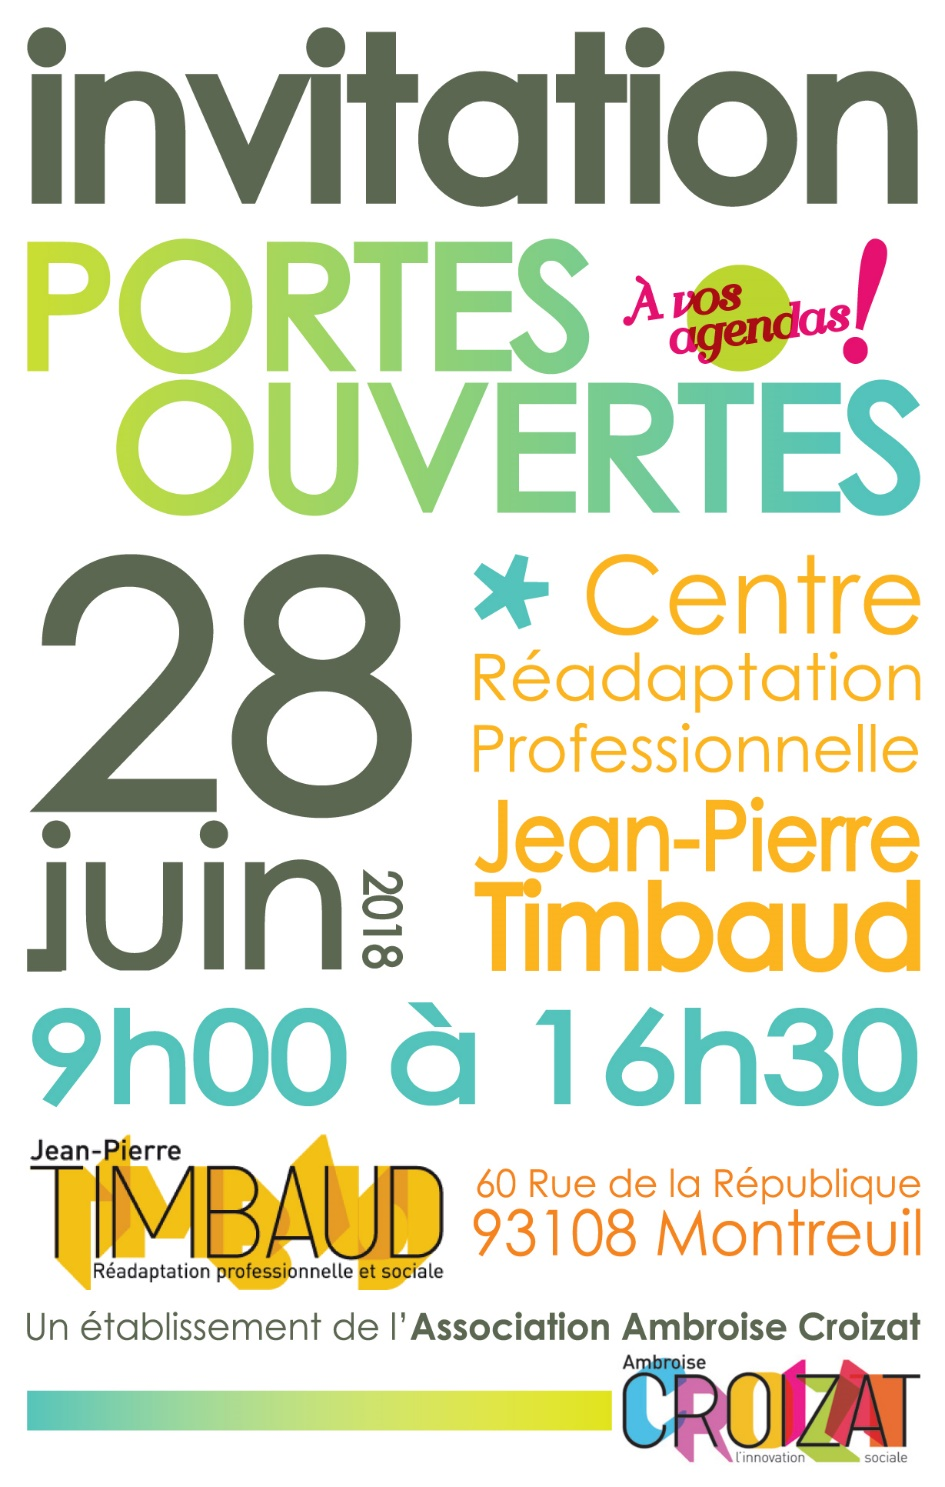 invitation
PORTES
À vos
agendas!
OUVERTES
28
juin
2018
* Centre
Réadaptation
Professionnelle
Jean-Pierre
Timbaud
9h00 à 16h30
Jean-Pierre
TIMBAUD
Réadaptation professionnelle et sociale
60 Rue de la République
93108 Montreuil
Un établissement de l'Association Ambroise Croizat
Ambroise
CROIZAT
l'innovation sociale